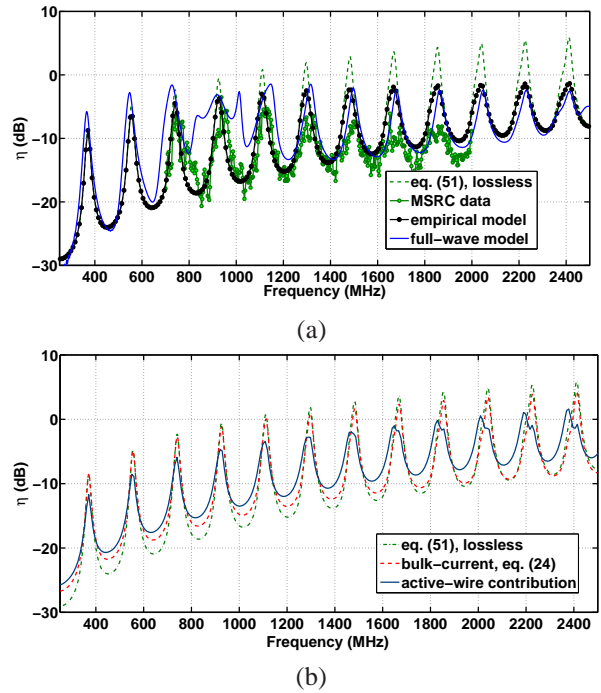 10
0
−10
−20
−30
η (dB)
400 600 800 1000 1200 1400 1600 1800 2000 2200 2400
Frequency (MHz)
eq. (51), lossless
MSRC data
empirical model
full−wave model
(a)
10
0
−10
−20
−30
η (dB)
400 600 800 1000 1200 1400 1600 1800 2000 2200 2400
Frequency (MHz)
eq. (51), lossless
bulk−current, eq. (24)
active−wire contribution
(b)